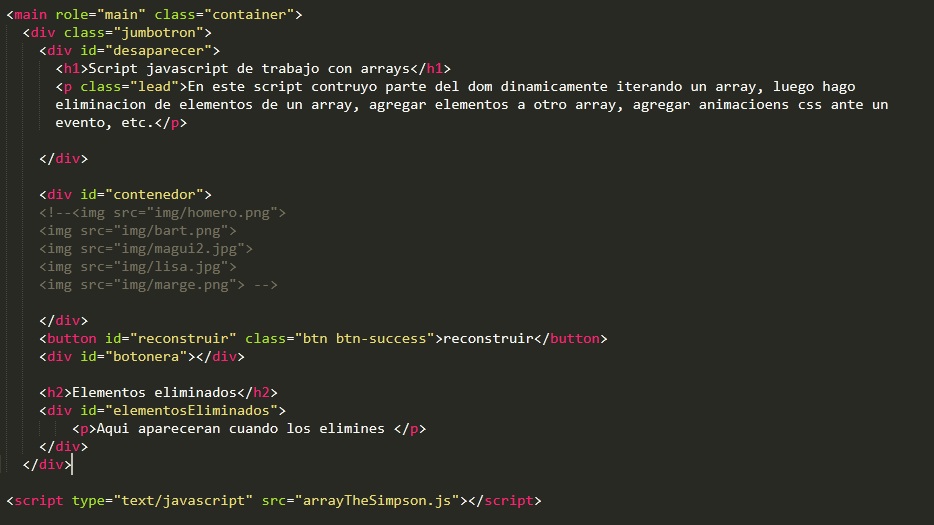 <main role="main" class="container">
<div class="jumbotron">
<div id="desaparecer">
<h1>Script javascript de trabajo con arrays</h1>
<p class="lead">En este script contruyo parte del dom dinamicamente iterando un array, luego hago
eliminacion de elementos de un array, agregar elementos a otro array, agregar animacioens css ante un
evento, etc.</p>
</div>
<div id="contenedor">
<!--<img src="img/homero.png">
<img src="img/bart.png">
<img src="img/magui2.jpg">
<img src="img/lisa.jpg">
<img src="img/marge.png"> -->
</div>
<button id="reconstruir" class="btn btn-success">reconstruir</button>
<div id="botonera"></div>
<h2>Elementos eliminados</h2>
<div id="elementosEliminados">
<p>Aqui apareceran cuando los elimines </p>
</div>
</div>
<script type="text/javascript" src="arrayTheSimpson.js"></script>